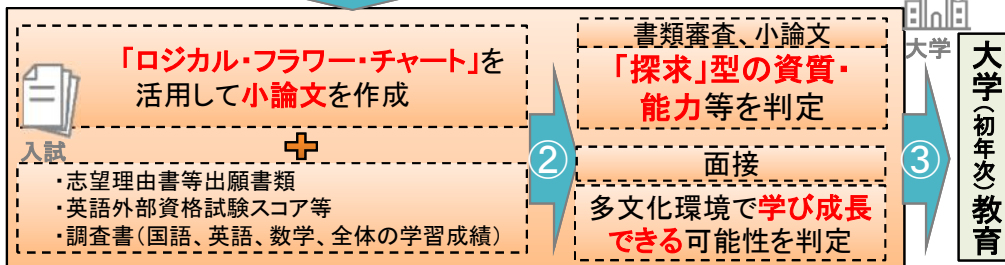 「ロジカル・フラワー・チャート」を
活用して小論文を作成
入試
・志望理由書等出願書類
・英語外部資格試験スコア等
・調査書(国語、英語、数学、全体の学習成績)
②
書類審査、小論文
「探求」型の資質・
能力等を判定
面接
多文化環境で学び成長
できる可能性を判定
大学
③
大学(初年次)教育